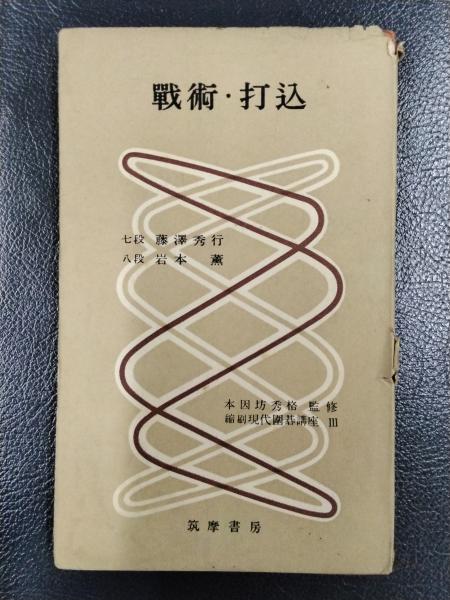 戰術・打込
七段 藤澤秀行
八段 岩本 薫
本因坊秀格 監修
縮刷現代圍碁講座 III
筑摩書房